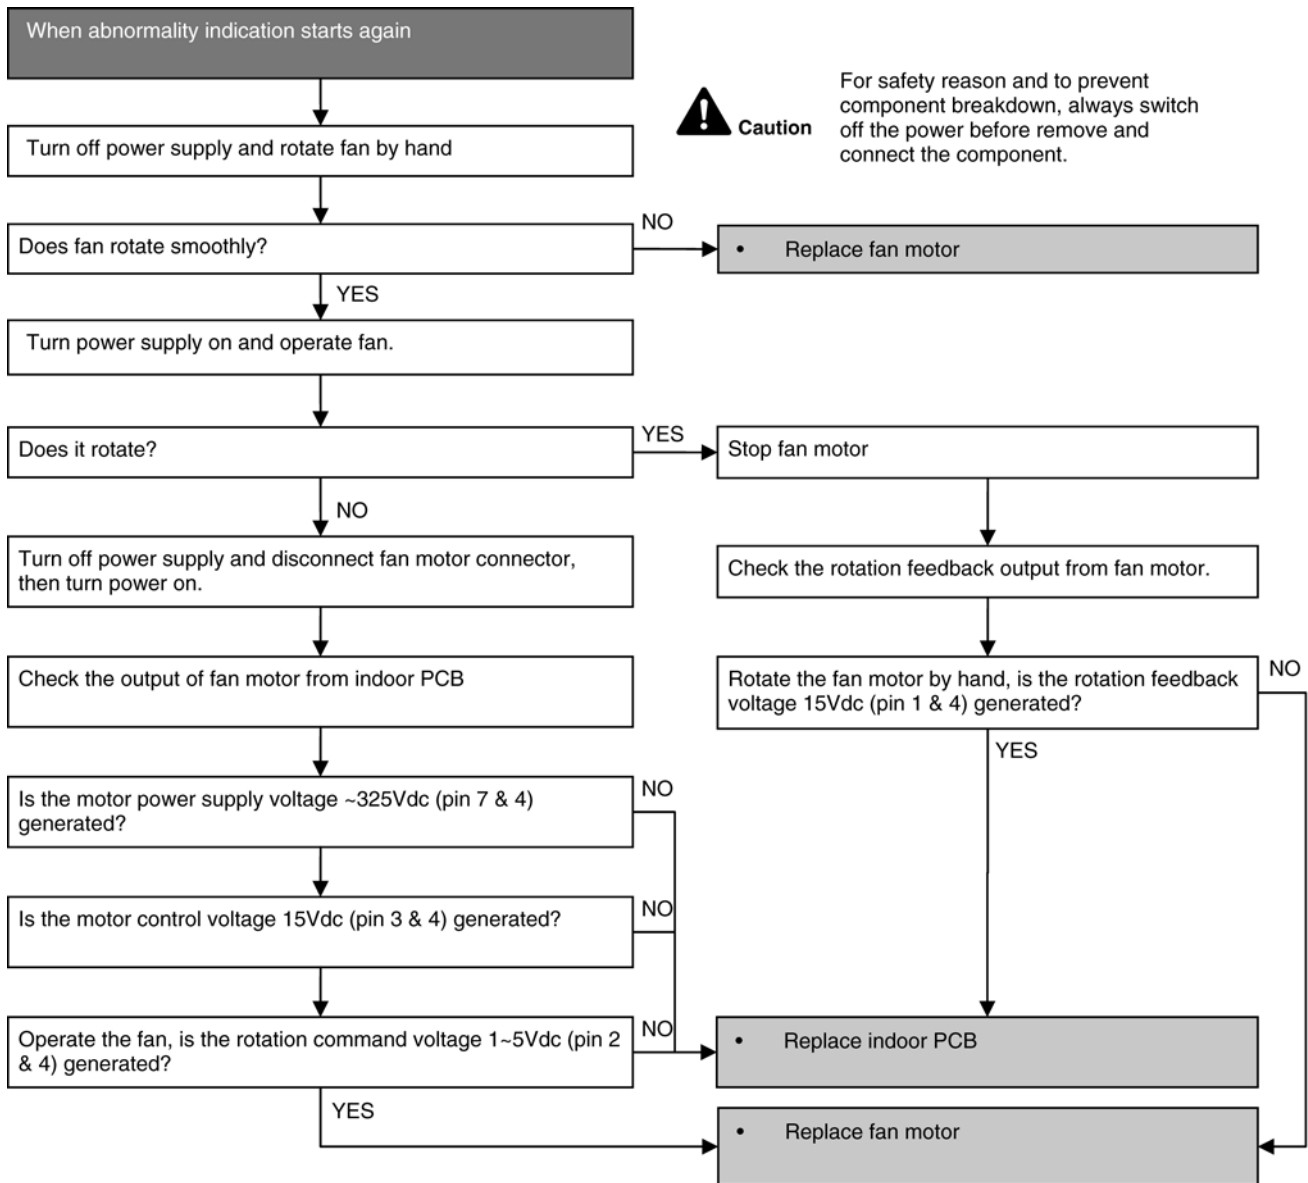 When abnormality indication starts again
Caution
For safety reason and to prevent
component breakdown, always switch
off the power before remove and
connect the component.
Turn off power supply and rotate fan by hand
Does fan rotate smoothly?
NO
• Replace fan motor
YES
Turn power supply on and operate fan.
Does it rotate?
YES
Stop fan motor
NO
Turn off power supply and disconnect fan motor connector,
then turn power on.
Check the rotation feedback output from fan motor.
Check the output of fan motor from indoor PCB
Rotate the fan motor by hand, is the rotation feedback
voltage 15Vdc (pin 1 & 4) generated?
NO
YES
Is the motor power supply voltage ~325Vdc (pin 7 & 4)
generated?
NO
Is the motor control voltage 15Vdc (pin 3 & 4) generated?
NO
Operate the fan, is the rotation command voltage 1~5Vdc (pin 2
& 4) generated?
NO
• Replace indoor PCB
YES
• Replace fan motor